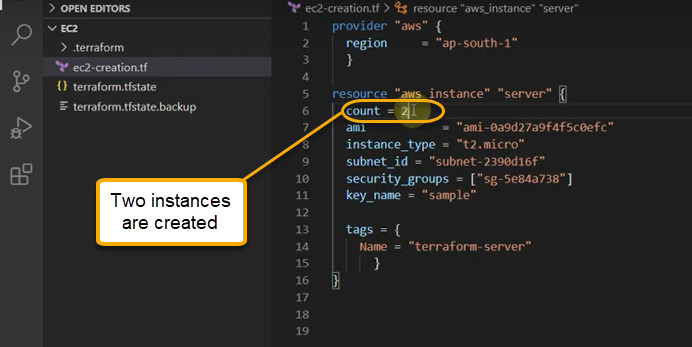 OPEN EDITORS
EC2
.terraform
ec2-creation.tf
terraform.tfstate
terraform.tfstate.backup
Two instances
are created
ec2-creation.tf > resource "aws_instance" "server"
1 provider "aws" {
2 region = "ap-south-1"
3 }
4
5 resource "aws_instance" "server" {
6 count = 2
7 ami = "ami-0a9d27a9f4f5c0efc"
8 instance_type = "t2.micro"
9 subnet_id = "subnet-2390d16f"
10 security_groups = ["sg-5e84a738"]
11 key_name = "sample"
12
13 tags = {
14 Name = "terraform-server"
15 }
16 }
17
18
19